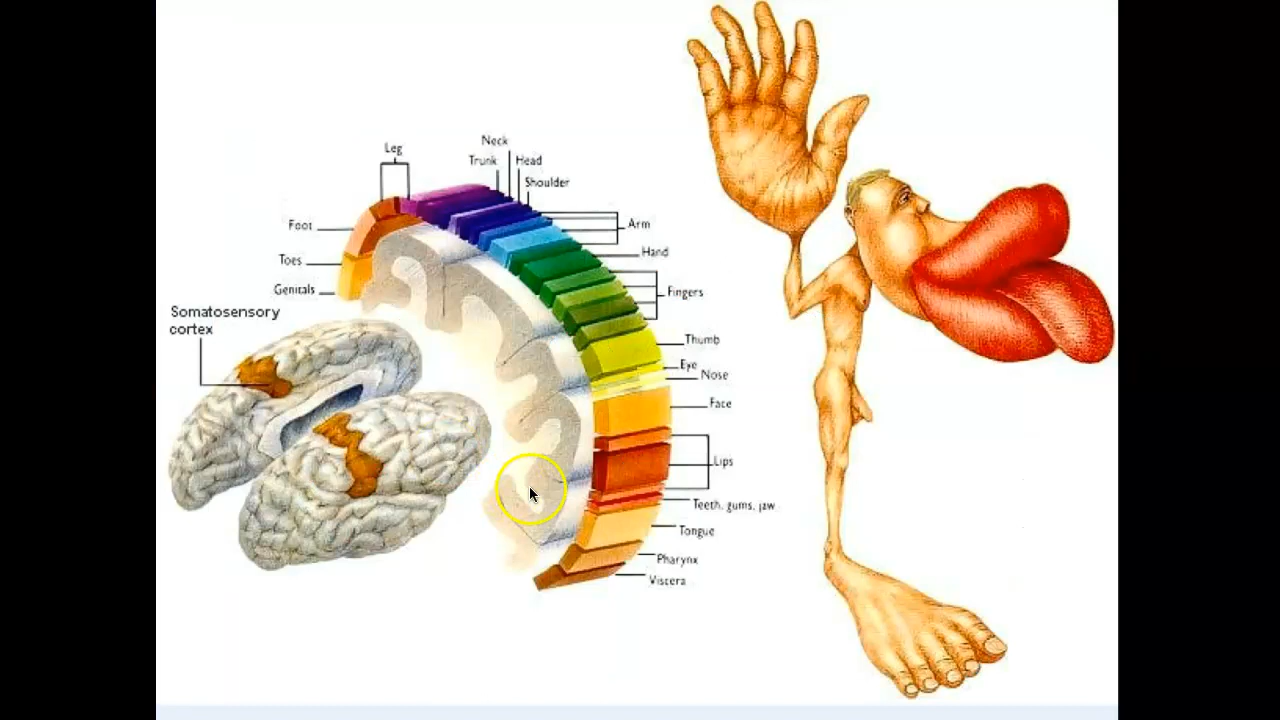 Neck
Leg
Trunk
Head
Shoulder
Foot
Arm
Hand
Toes
Genitals
Fingers
Somatosensory
cortex
Thumb
Eye
Nose
Face
Lips
Teeth, gums, jaw
Tongue
Pharynx
Viscera